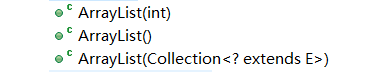 c ArrayList(int)
c ArrayList()
c ArrayList(Collection<? extends E>)